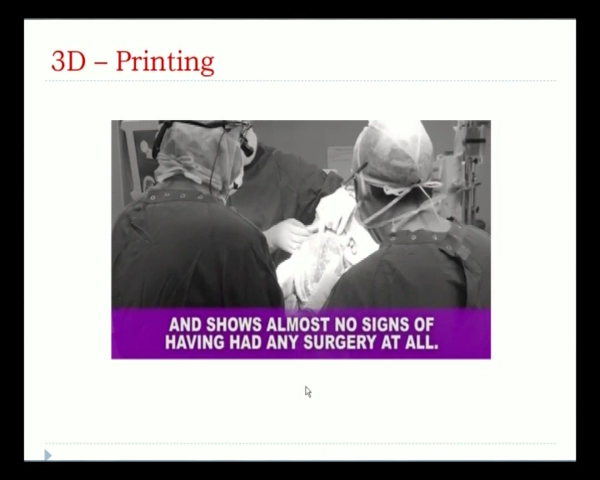 3D – Printing
AND SHOWS ALMOST NO SIGNS OF
HAVING HAD ANY SURGERY AT ALL.